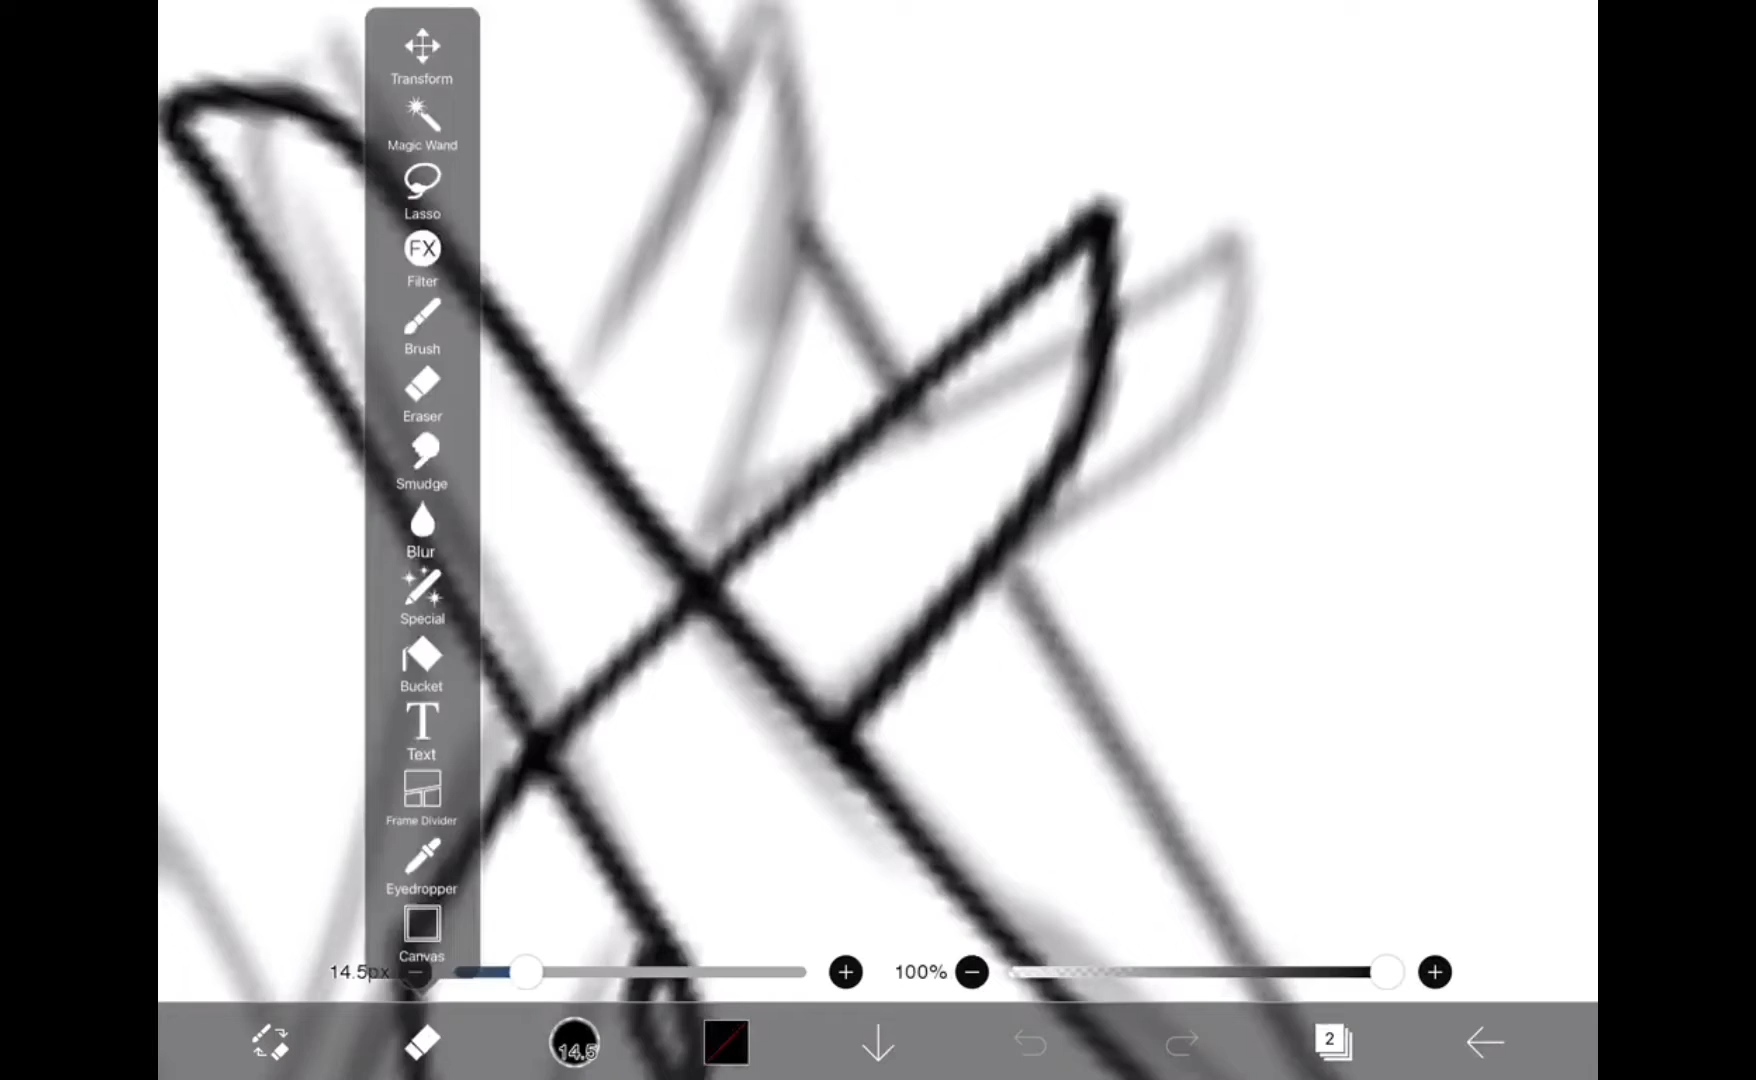 Transform
Magic Wand
Lasso
FX
Filter
Brush
Eraser
Smudge
Blur
Special
Bucket
T
Text
Frame Divider
Eyedropper
Canvas
14.5px
100%
14.5
2